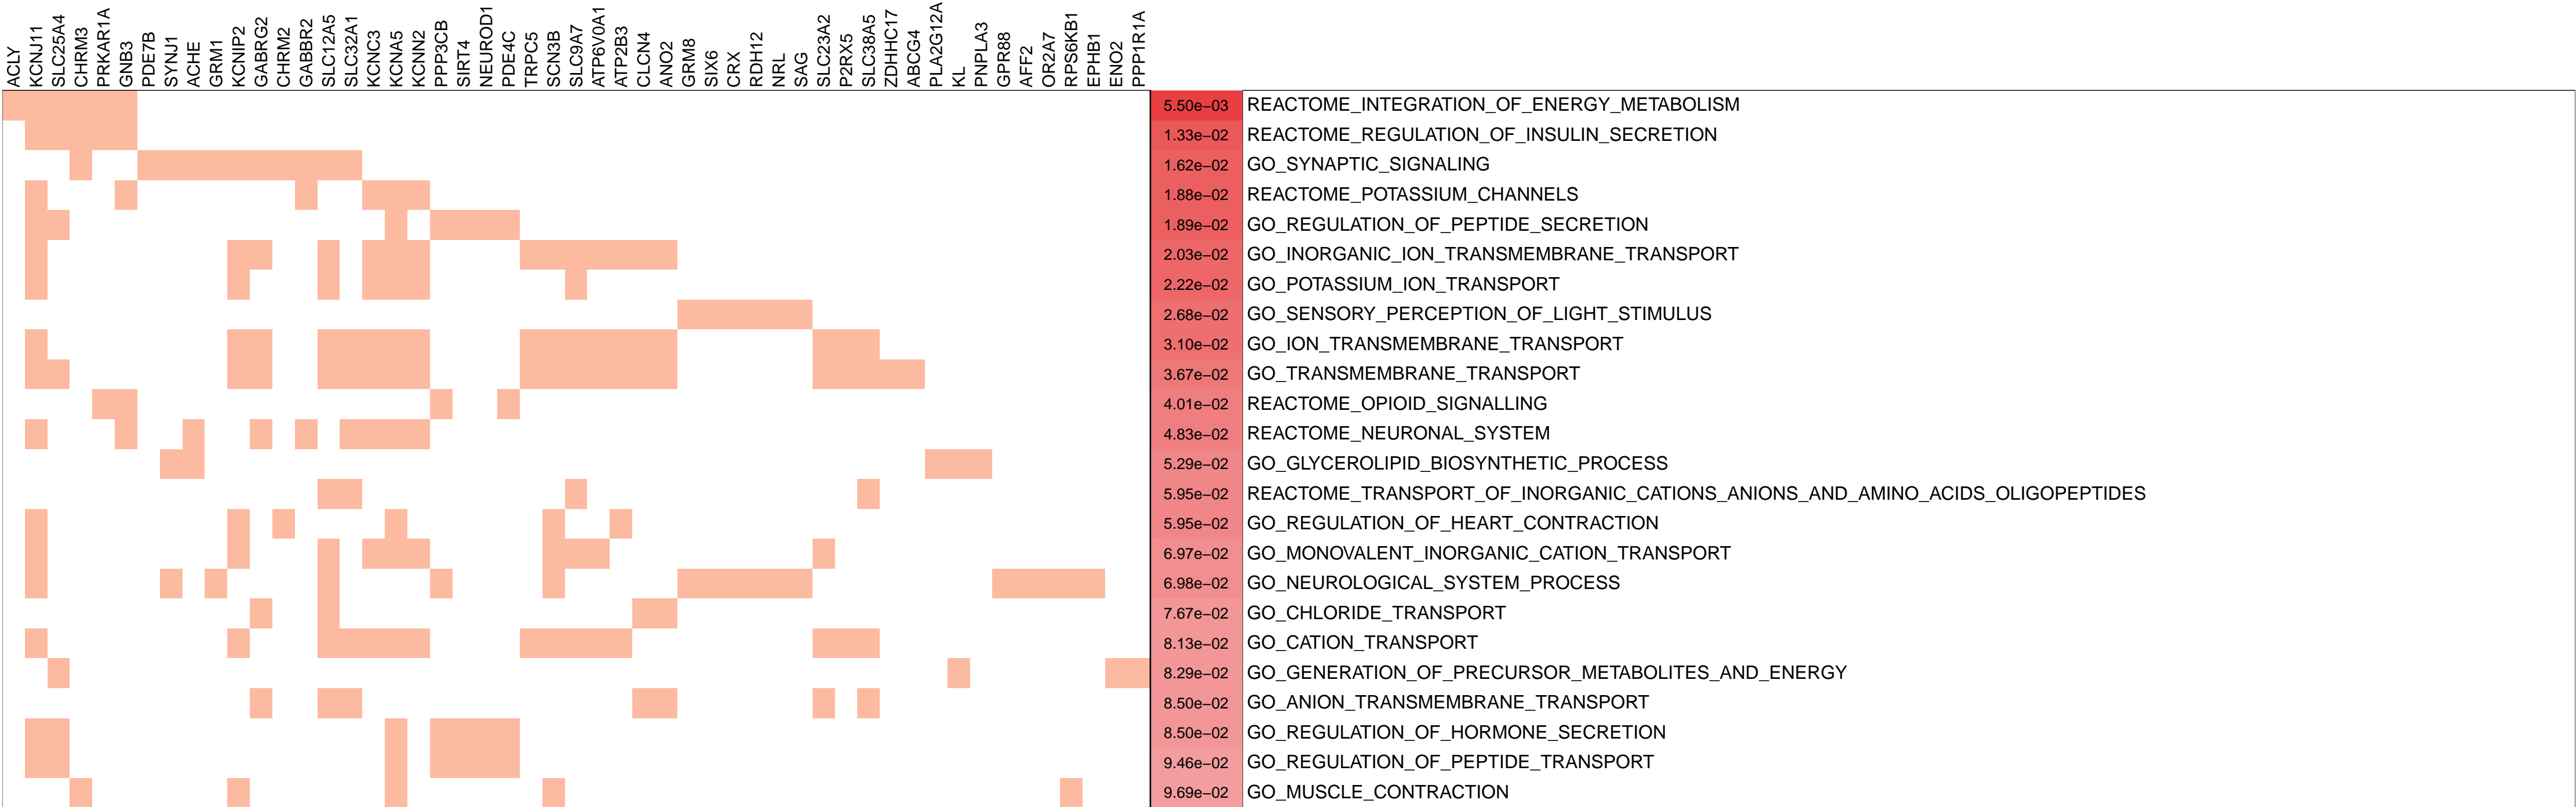 ACLY
KCNJ11
SLC25A4
CHRM3
PRKAR1A
GNB3
PDE7B
SYNJ1
ACHE
GRM1
KCNIP2
GABRG2
CHRM2
GABBR2
SLC12A5
SLC32A1
KCNC3
KCNA5
KCNN2
PPP3CB
SIRT4
NEUROD1
PDE4C
TRPC5
SCN3B
SLC9A7
ATP6V0A1
ATP2B3
CLCN4
ANO2
GRM8
SIX6
CRX
RDH12
NRL
SAG
SLC23A2
P2RX5
SLC38A5
ZDHHC17
ABCG4
PLA2G12A
KL
PNPLA3
GPR88
AFF2
OR2A7
RPS6KB1
EPHB1
ENO2
PPP1R1A
5.50e−03 REACTOME_INTEGRATION_OF_ENERGY_METABOLISM
1.33e−02 REACTOME_REGULATION_OF_INSULIN_SECRETION
1.62e−02 GO_SYNAPTIC_SIGNALING
1.88e−02 REACTOME_POTASSIUM_CHANNELS
1.89e−02 GO_REGULATION_OF_PEPTIDE_SECRETION
2.03e−02 GO_INORGANIC_ION_TRANSMEMBRANE_TRANSPORT
2.22e−02 GO_POTASSIUM_ION_TRANSPORT
2.68e−02 GO_SENSORY_PERCEPTION_OF_LIGHT_STIMULUS
3.10e−02 GO_ION_TRANSMEMBRANE_TRANSPORT
3.67e−02 GO_TRANSMEMBRANE_TRANSPORT
4.01e−02 REACTOME_OPIOID_SIGNALLING
4.83e−02 REACTOME_NEURONAL_SYSTEM
5.29e−02 GO_GLYCEROLIPID_BIOSYNTHETIC_PROCESS
5.95e−02 REACTOME_TRANSPORT_OF_INORGANIC_CATIONS_ANIONS_AND_AMINO_ACIDS_OLIGOPEPTIDES
5.95e−02 GO_REGULATION_OF_HEART_CONTRACTION
6.97e−02 GO_MONOVALENT_INORGANIC_CATION_TRANSPORT
6.98e−02 GO_NEUROLOGICAL_SYSTEM_PROCESS
7.67e−02 GO_CHLORIDE_TRANSPORT
8.13e−02 GO_CATION_TRANSPORT
8.29e−02 GO_GENERATION_OF_PRECURSOR_METABOLITES_AND_ENERGY
8.50e−02 GO_ANION_TRANSMEMBRANE_TRANSPORT
8.50e−02 GO_REGULATION_OF_HORMONE_SECRETION
9.46e−02 GO_REGULATION_OF_PEPTIDE_TRANSPORT
9.69e−02 GO_MUSCLE_CONTRACTION